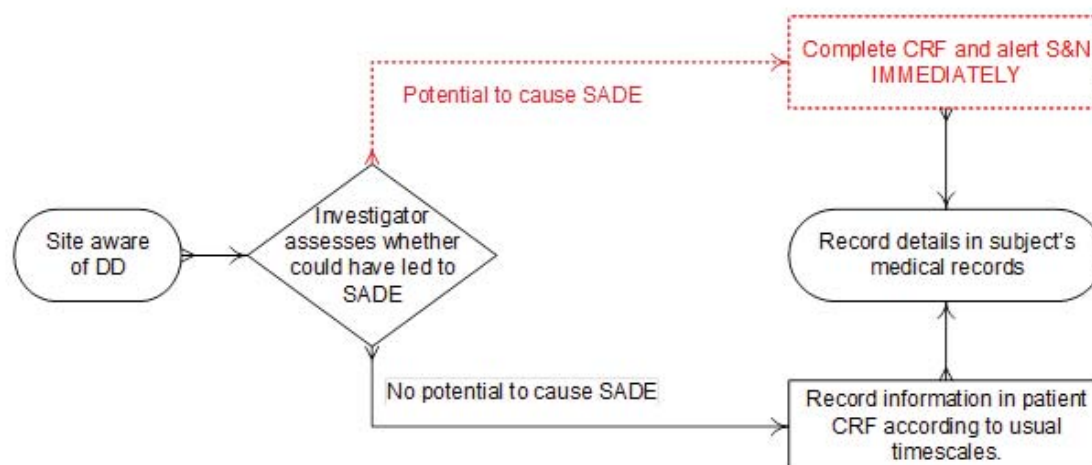 Complete CRF and alert S&N
IMMEDIATELY
Potential to cause SADE
Site aware
of DD
Investigator
assesses whether
could have led to
SADE
Record details in subject's
medical records
No potential to cause SADE
Record information in patient
CRF according to usual
timescales.